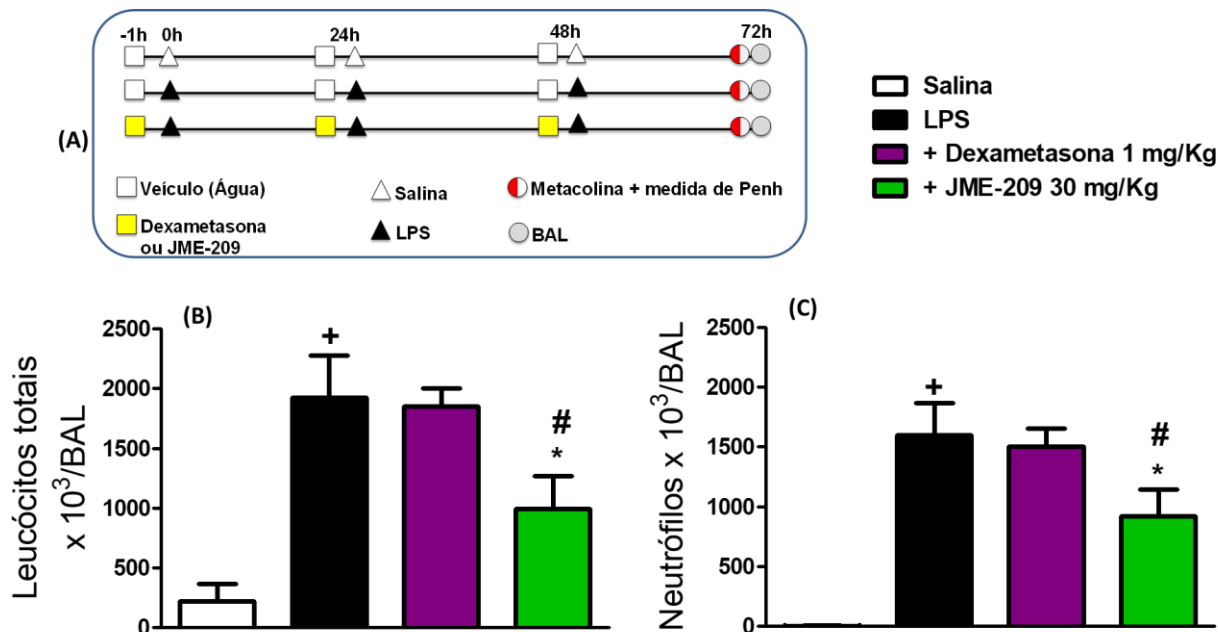 -1h 0h 24h 48h 72h
(A)
Veículo (Água)
Salina
Metacolina + medida de Penh
Dexametasona
ou JME-209
LPS
BAL
Salina
LPS
+ Dexametasona 1 mg/Kg
+ JME-209 30 mg/Kg
(B)
Leucócitos totais
x 10³/BAL
2500
2000
1500
1000
500
0
+
#
*
(C)
Neutrófilos x 10³/BAL
2500
2000
1500
1000
500
0
+
#
*